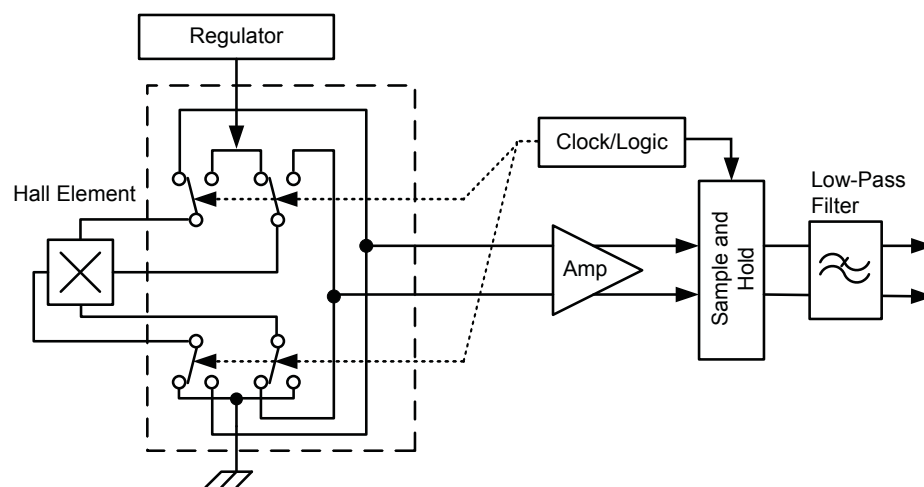 Regulator
Clock/Logic
Hall Element
Low-Pass
Filter
Amp
Sample and
Hold